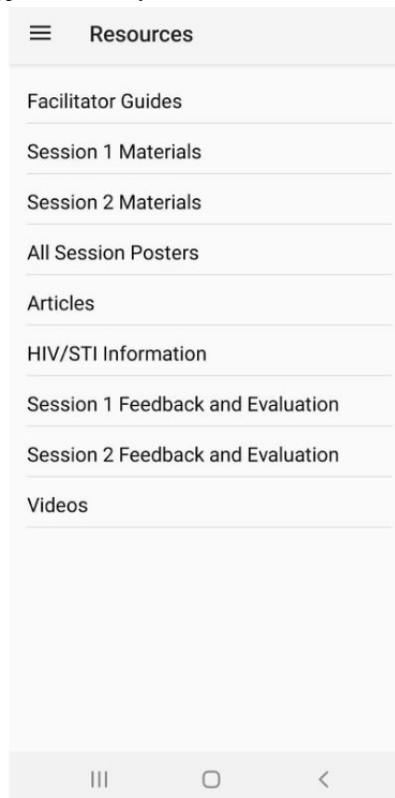 Resources
Facilitator Guides
Session 1 Materials
Session 2 Materials
All Session Posters
Articles
HIV/STI Information
Session 1 Feedback and Evaluation
Session 2 Feedback and Evaluation
Videos